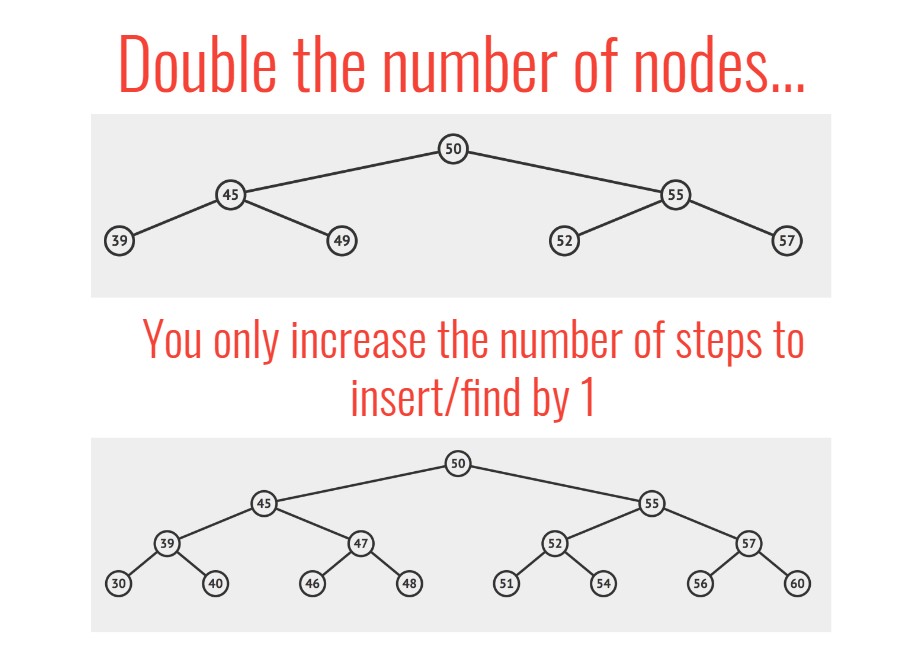 Double the number of nodes...
50
45 55
39 49 52 57
You only increase the number of steps to
insert/find by 1
50
45 55
39 47 52 57
30 40 46 48 51 54 56 60